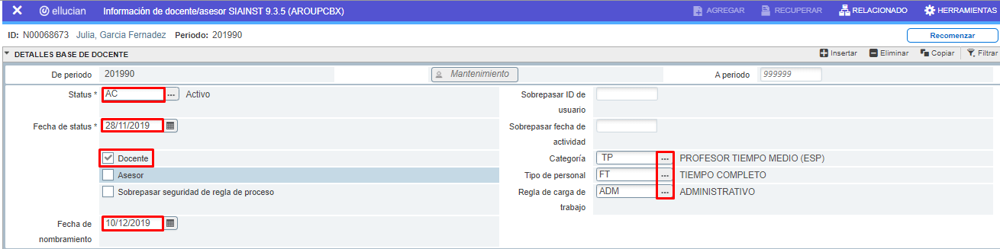 ellucian Información de docente/asesor SIAINST 9.3.5 (AROUPCBX) AGREGAR RECUPERAR RELACIONADO HERRAMIENTAS
ID: N00068673 Julia, Garcia Fernadez Periodo: 201990 Recomenzar
DETALLES BASE DE DOCENTE Insertar Eliminar Copiar Filtrar
De periodo 201990 Mantenimiento A periodo 999999
Status * AC ... Activo Sobrepasar ID de
usuario
Fecha de status * 28/11/2019 Sobrepasar fecha de
actividad
Docente Categoría TP ... PROFESOR TIEMPO MEDIO (ESP)
Asesor Tipo de personal FT ... TIEMPO COMPLETO
Sobrepasar seguridad de regla de proceso Regla de carga de ADM ... ADMINISTRATIVO
trabajo
Fecha de 10/12/2019
nombramiento